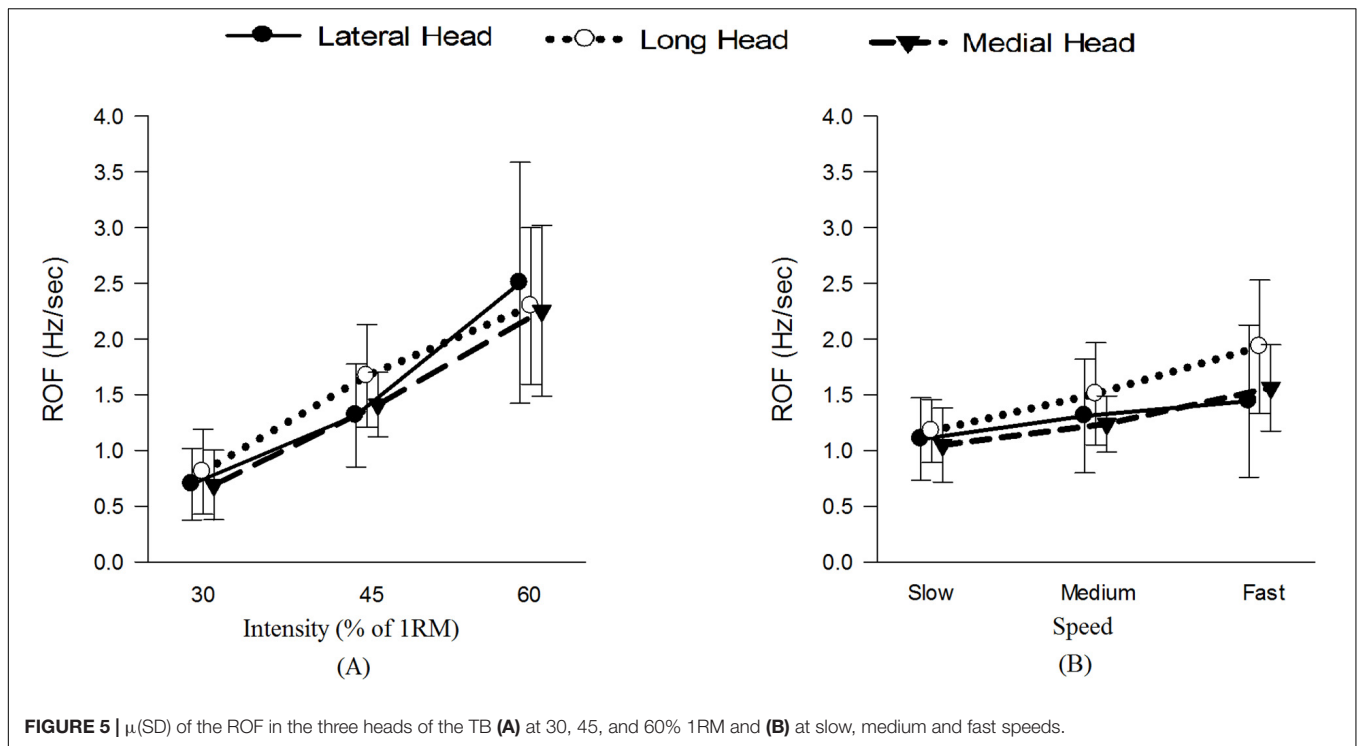 Lateral Head Long Head Medial Head
4.0
3.5
3.0
2.5
2.0
1.5
1.0
0.5
0.0
ROF (Hz/sec)
30 45 60
Intensity (% of 1RM)
(A)
4.0
3.5
3.0
2.5
2.0
1.5
1.0
0.5
0.0
ROF (Hz/sec)
Slow Medium Fast
Speed
(B)
FIGURE 5 | μ(SD) of the ROF in the three heads of the TB (A) at 30, 45, and 60% 1RM and (B) at slow, medium and fast speeds.